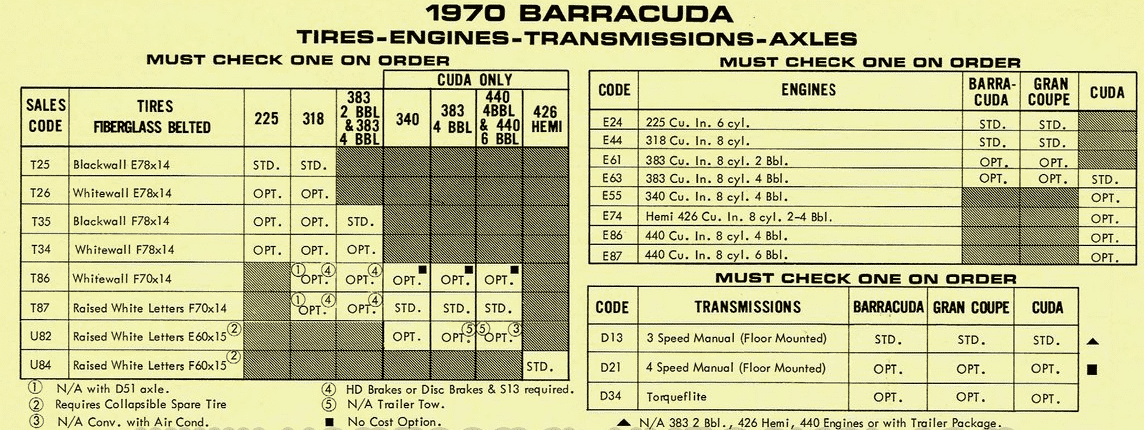 1970 BARRACUDA
TIRES-ENGINES-TRANSMISSIONS-AXLES
MUST CHECK ONE ON ORDER
CUDA ONLY
SALES CODE TIRES FIBERGLASS BELTED 225 318 383 2 BBL & 383 4 BBL 340 383 4 BBL 440 4BBL & 440 6 BBL 426 HEMI
T25 Blackwall E78x14 STD. STD.
T26 Whitewall E78x14 OPT. OPT.
T35 Blackwall F78x14 OPT. OPT. STD.
T34 Whitewall F78x14 OPT. OPT. OPT.
T86 Whitewall F70x14 ① OPT. ④ OPT. ④ OPT ■ OPT. ■ OPT. ■
T87 Raised White Letters F70x14 ① OPT. ④ OPT. ④ STD. STD. STD.
U82 Raised White Letters E60x15 ② OPT. OPT. ⑤ ⑤ OPT. ③
U84 Raised White Letters F60x15 ② STD.
① N/A with D51 axle.
② Requires Collapsible Spare Tire
③ N/A Conv. with Air Cond.
④ HD Brakes or Disc Brakes & S13 required.
⑤ N/A Trailer Tow.
■ No Cost Option.
MUST CHECK ONE ON ORDER
CODE ENGINES BARRA-CUDA GRAN COUPE CUDA
E24 225 Cu. In. 6 cyl. STD. STD.
E44 318 Cu. In. 8 cyl. STD. STD.
E61 383 Cu. In. 8 cyl. 2 Bbl. OPT. OPT.
E63 383 Cu. In. 8 cyl. 4 Bbl. OPT. OPT. STD.
E55 340 Cu. In. 8 cyl. 4 Bbl. OPT.
E74 Hemi 426 Cu. In. 8 cyl. 2-4 Bbl. OPT.
E86 440 Cu. In. 8 cyl. 4 Bbl. OPT.
E87 440 Cu. In. 8 cyl. 6 Bbl. OPT.
MUST CHECK ONE ON ORDER
CODE TRANSMISSIONS BARRACUDA GRAN COUPE CUDA
D13 3 Speed Manual (Floor Mounted) STD. STD. STD. ▲
D21 4 Speed Manual (Floor Mounted) OPT. OPT. OPT. ■
D34 Torqueflite OPT. OPT. OPT.
▲ N/A 383 2 Bbl., 426 Hemi, 440 Engines or with Trailer Package.